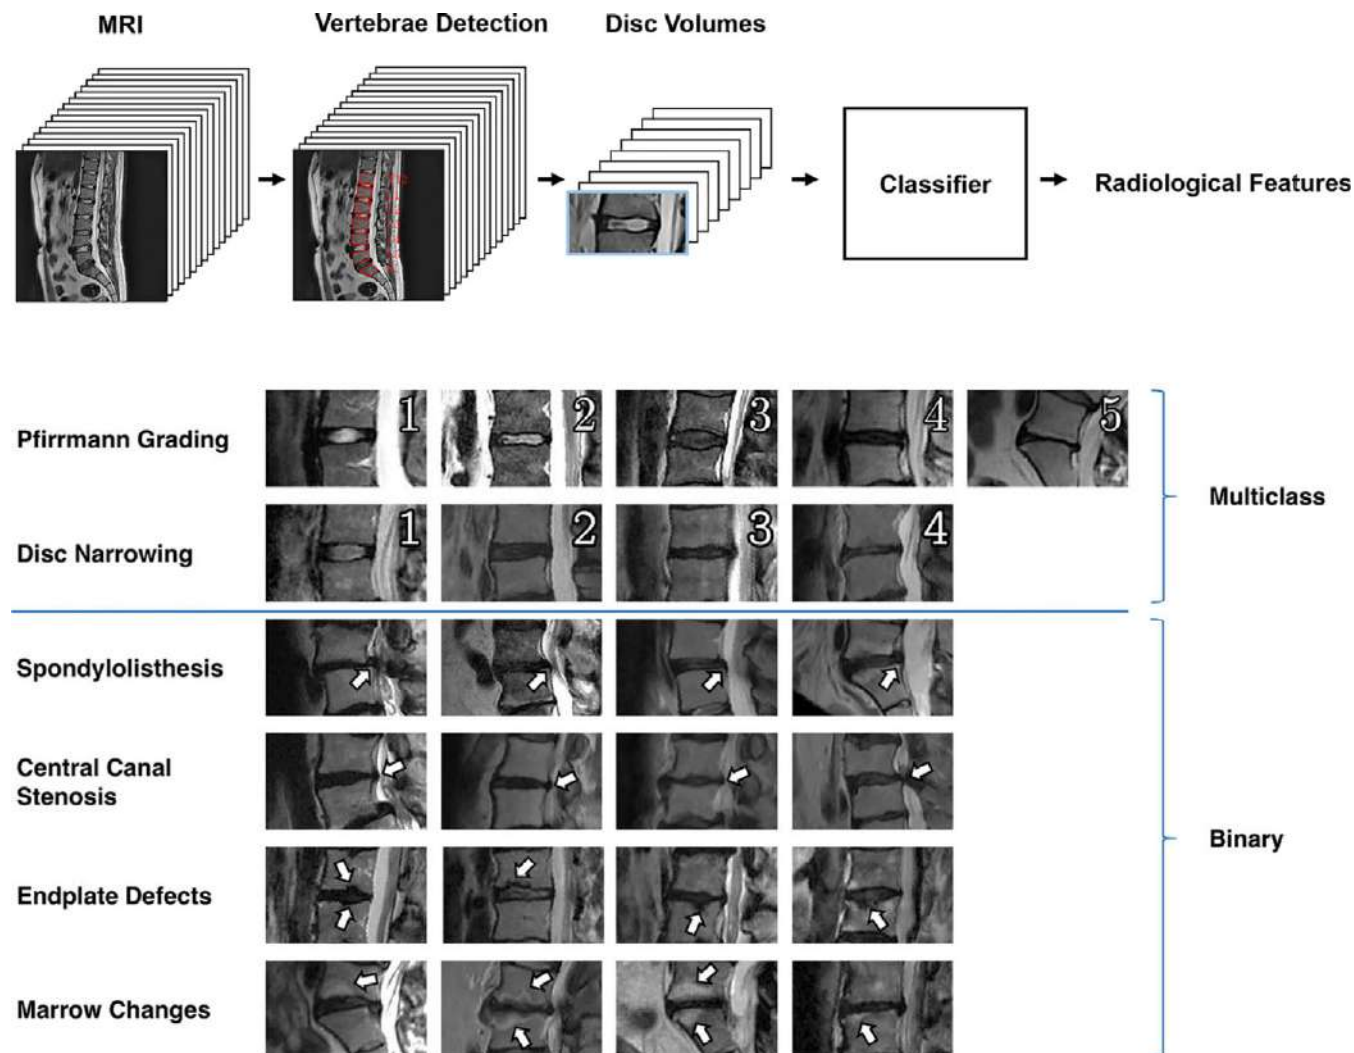 MRI
Vertebrae Detection
Disc Volumes
Classifier
Radiological Features
Pfirrmann Grading
1
2
3
4
5
Multiclass
Disc Narrowing
1
2
3
4
Spondylolisthesis
Central Canal
Stenosis
Binary
Endplate Defects
Marrow Changes